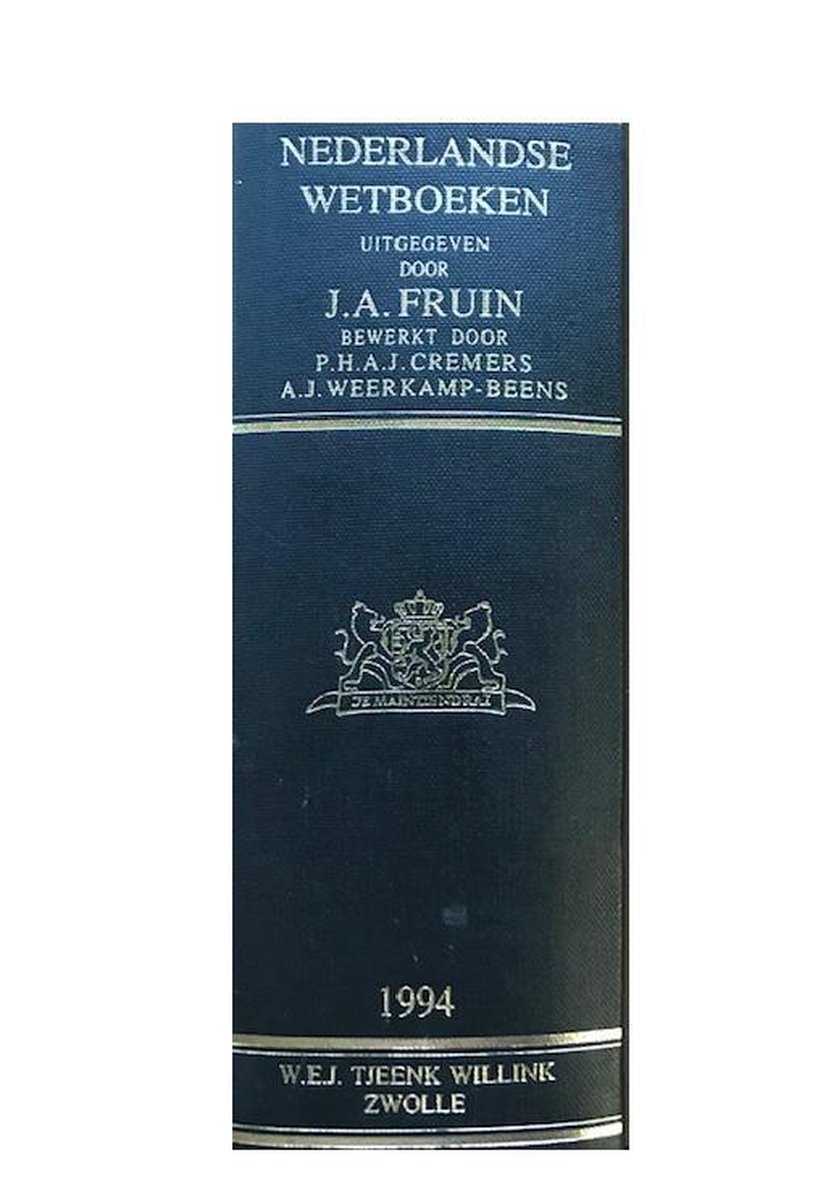 NEDERLANDSE
WETBOEKEN
UITGEGEVEN
DOOR
J.A. FRUIN
BEWERKT DOOR
P.H.A.J. CREMERS
A.J. WEERKAMP-BEENS
JE MAINTIENDRAI
1994
W.E.J. TJEENK WILLINK
ZWOLLE